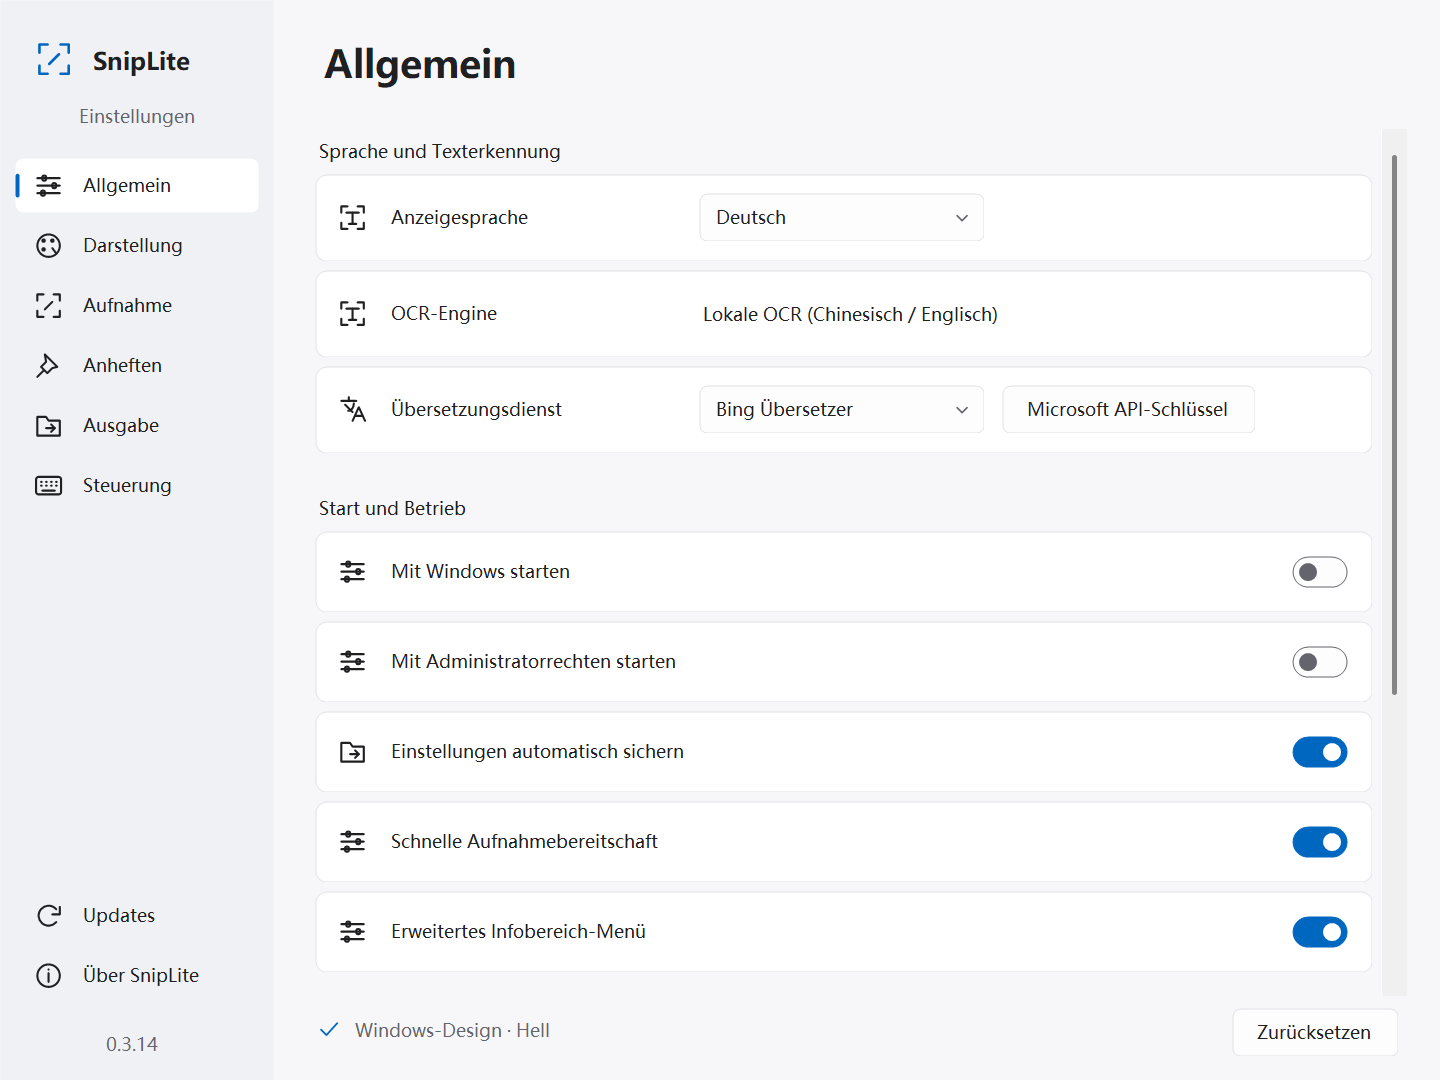 SnipLite
Einstellungen
Allgemein
Darstellung
Aufnahme
Anheften
Ausgabe
Steuerung
Updates
Über SnipLite
0.3.14
Allgemein
Sprache und Texterkennung
Anzeigesprache
Deutsch
OCR-Engine
Lokale OCR (Chinesisch / Englisch)
Übersetzungsdienst
Bing Übersetzer
Microsoft API-Schlüssel
Start und Betrieb
Mit Windows starten
Mit Administratorrechten starten
Einstellungen automatisch sichern
Schnelle Aufnahmebereitschaft
Erweitertes Infobereich-Menü
Windows-Design · Hell
Zurücksetzen